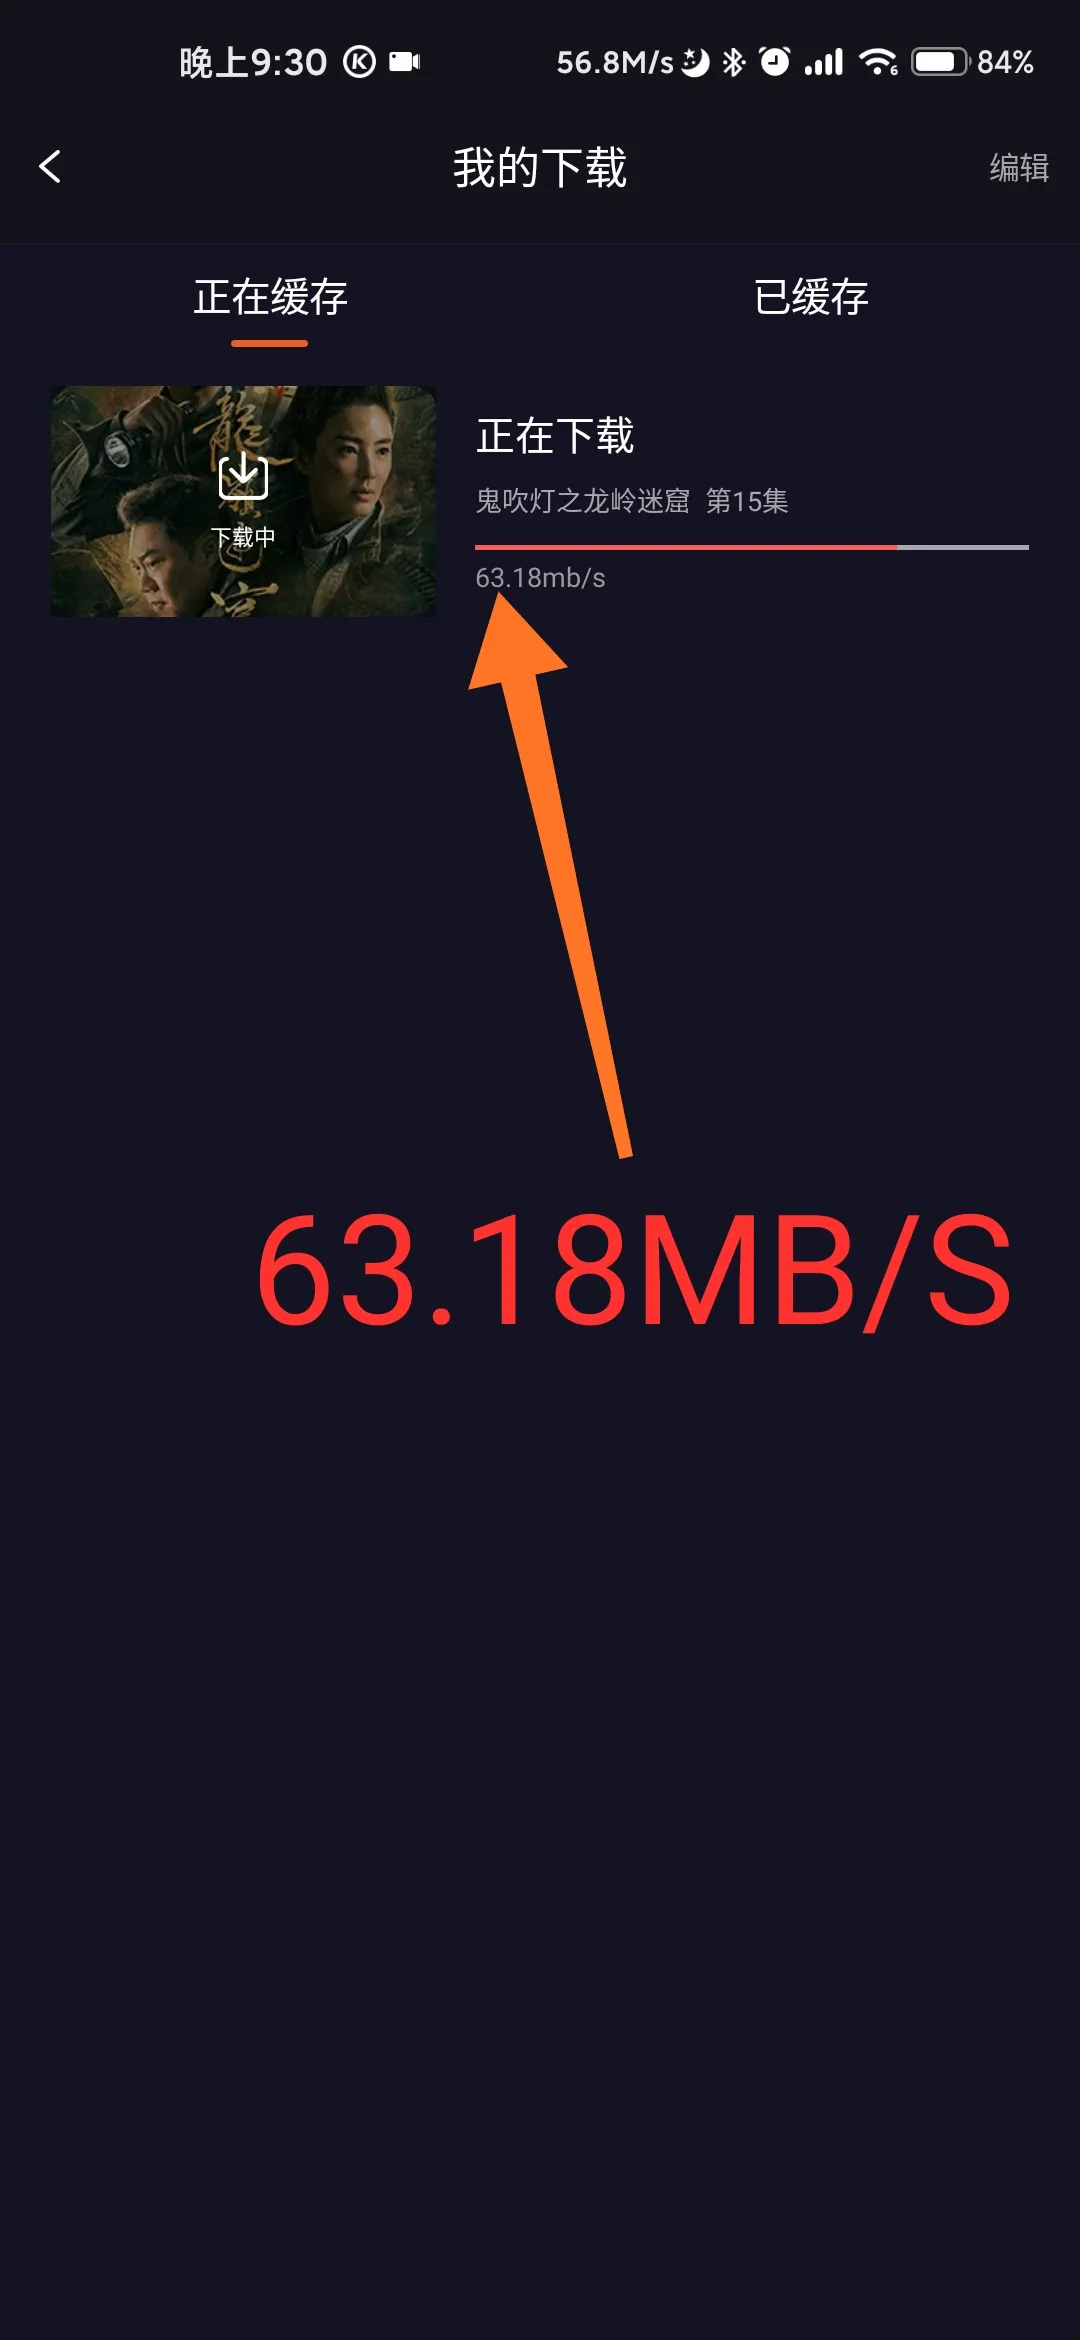 晚上9:30 56.8M/s 84%
我的下载 编辑
正在缓存 已缓存
下载中
正在下载
鬼吹灯之龙岭迷窟 第15集
63.18mb/s
63.18MB/S